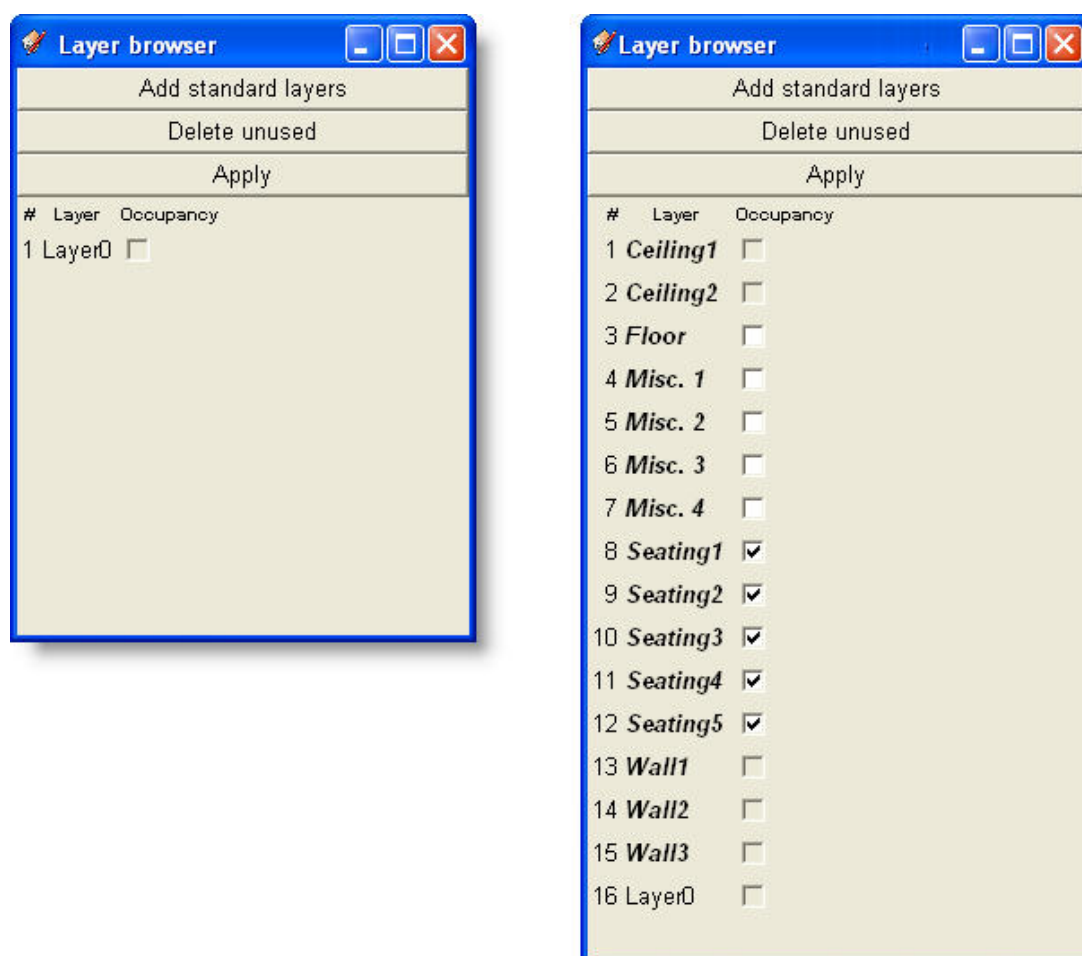 Layer browser
Add standard layers
Delete unused
Apply
# Layer Occupancy
1 Layer0
Layer browser
Add standard layers
Delete unused
Apply
# Layer Occupancy
1 Ceiling1
2 Ceiling2
3 Floor
4 Misc. 1
5 Misc. 2
6 Misc. 3
7 Misc. 4
8 Seating1
9 Seating2
10 Seating3
11 Seating4
12 Seating5
13 Wall1
14 Wall2
15 Wall3
16 Layer0